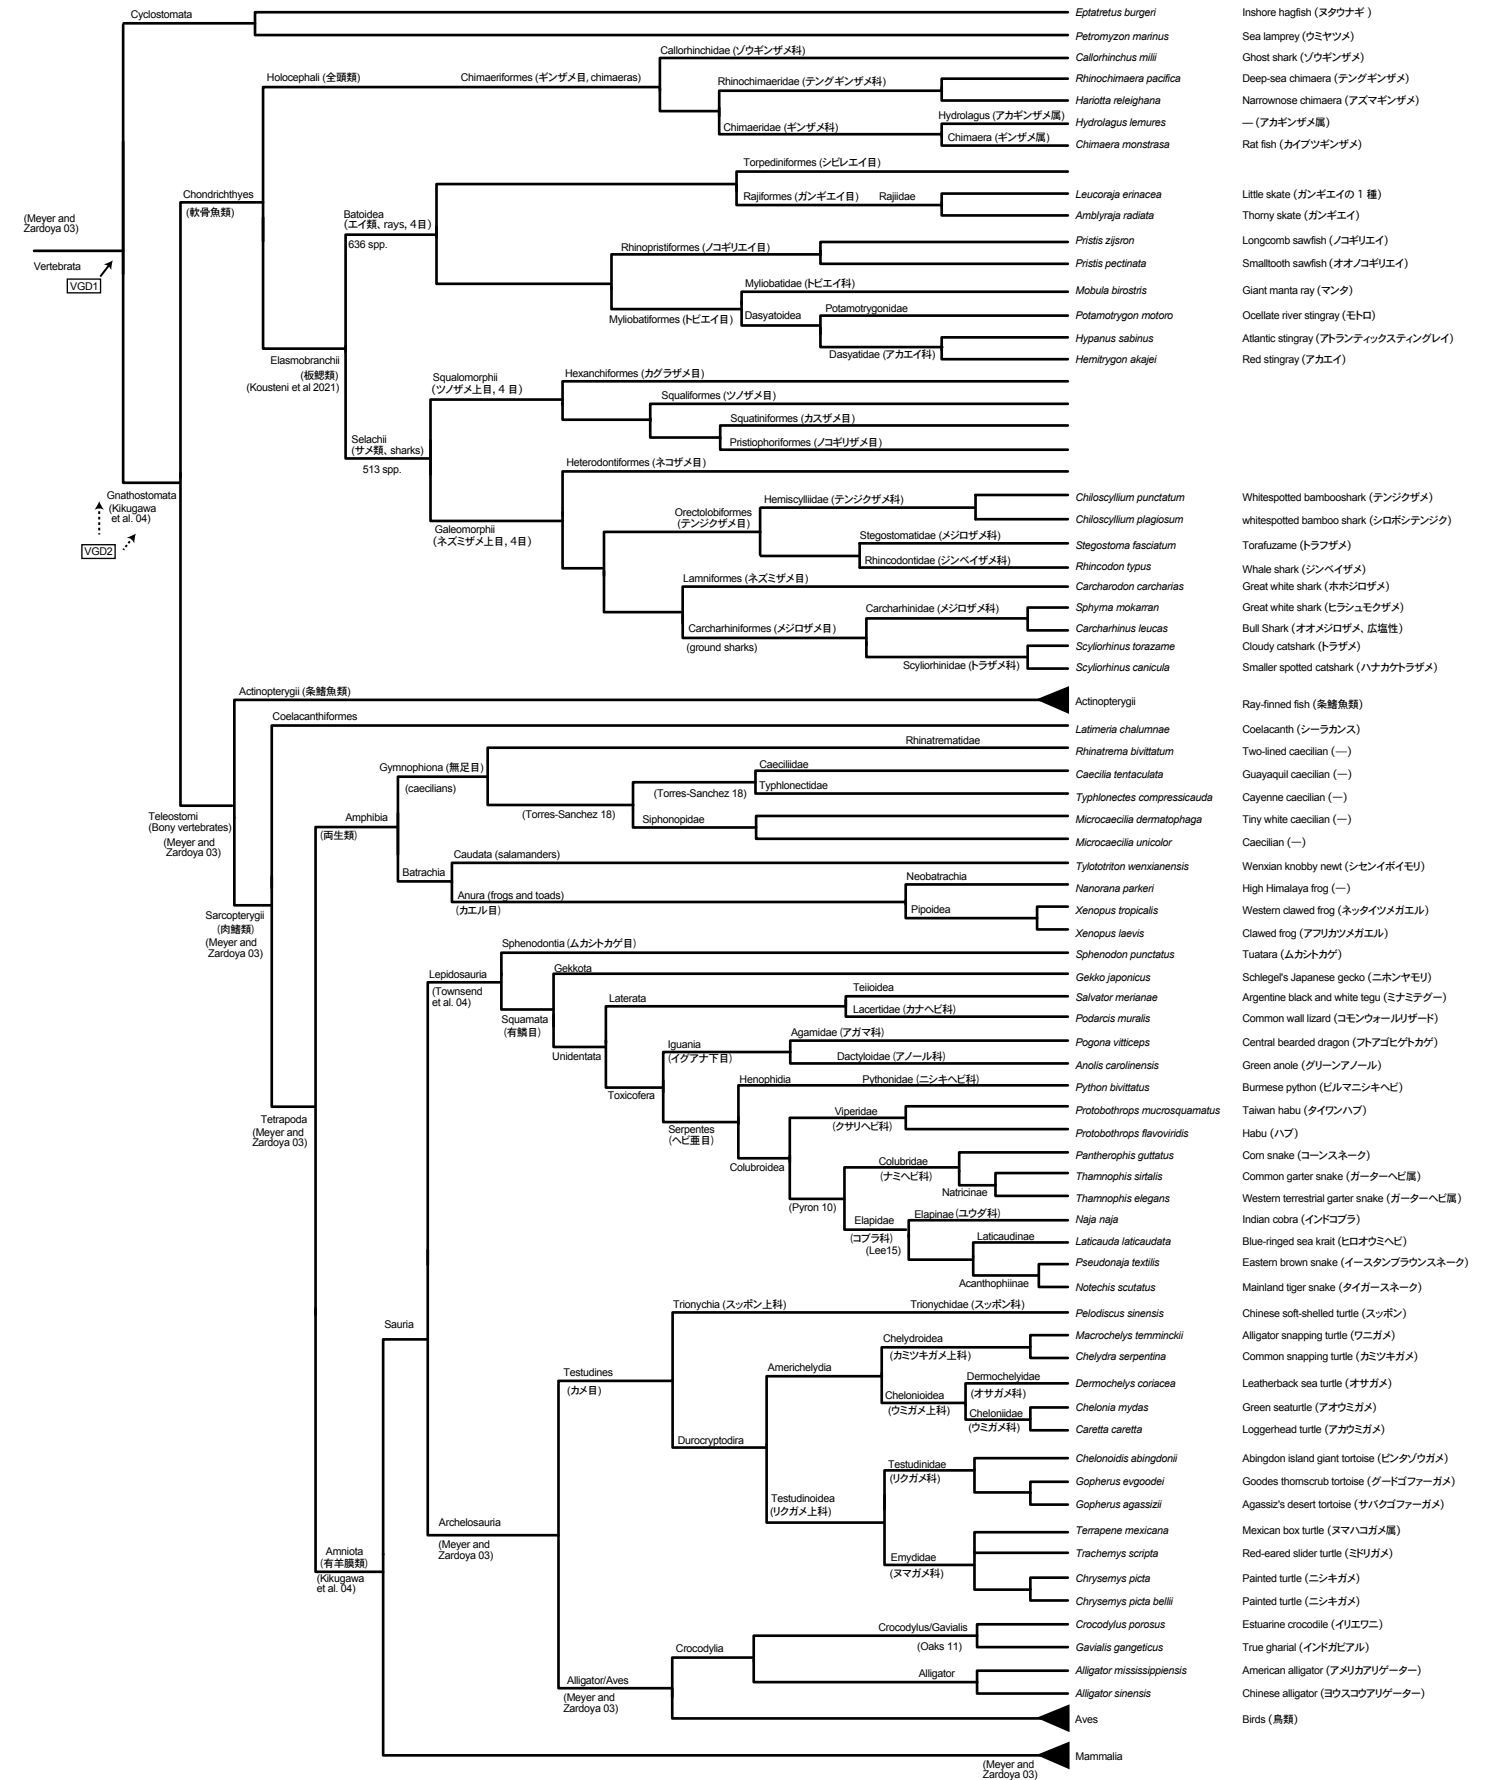 Cyclostomata
Eptatretus burgeri Inshore hagfish (ヌタウナギ )
Petromyzon marinus Sea lamprey (ウミヤツメ)
Callorhinchidae (ゾウギンザメ科)
Callorhinchus milii Ghost shark (ゾウギンザメ)
Holocephali (全頭類) Chimaeriformes (ギンザメ目, chimaeras)
Rhinochimaeridae (テングギンザメ科)
Rhinochimaera pacifica Deep-sea chimaera (テングギンザメ)
Hariotta releighana Narrownose chimaera (アズマギンザメ)
Hydrolagus (アカギンザメ属)
Hydrolagus lemures — (アカギンザメ属)
Chimaeridae (ギンザメ科)
Chimaera (ギンザメ属)
Chimaera monstrasa Rat fish (カイブツギンザメ)
Torpediniformes (シビレエイ目)
Chondrichthyes
(軟骨魚類)
Rajiformes (ガンギエイ目) Rajiidae
Leucoraja erinacea Little skate (ガンギエイの 1 種)
Amblyraja radiata Thorny skate (ガンギエイ)
(Meyer and
Zardoya 03)
Vertebrata
VGD1
Batoidea
(エイ類、rays, 4目)
636 spp.
Rhinopristiformes (ノコギリエイ目)
Pristis zijsron Longcomb sawfish (ノコギリエイ)
Pristis pectinata Smalltooth sawfish (オオノコギリエイ)
Myliobatidae (トビエイ科)
Mobula birostris Giant manta ray (マンタ)
Myliobatiformes (トビエイ目)
Dasyatoidea
Potamotrygonidae
Potamotrygon motoro Ocellate river stingray (モトロ)
Hypanus sabinus Atlantic stingray (アトランティックスティングレイ)
Dasyatidae (アカエイ科)
Hemitrygon akajei Red stingray (アカエイ)
Elasmobranchii
(板鰓類)
(Kousteni et al 2021)
Squalomorphii
(ツノザメ上目, 4 目)
Hexanchiformes (カグラザメ目)
Squaliformes (ツノザメ目)
Squatiniformes (カスザメ目)
Pristiophoriformes (ノコギリザメ目)
Selachii
(サメ類、sharks)
513 spp.
Heterodontiformes (ネコザメ目)
Gnathostomata
(Kikugawa
et al. 04)
VGD2
Galeomorphii
(ネズミザメ上目, 4目)
Orectolobiformes
(テンジクザメ目)
Hemiscylliidae (テンジクザメ科)
Chiloscyllium punctatum Whitespotted bambooshark (テンジクザメ)
Chiloscyllium plagiosum whitespotted bamboo shark (シロボシテンジク)
Stegostomatidae (メジロザメ科)
Stegostoma fasciatum Torafuzame (トラフザメ)
Rhincodontidae (ジンベイザメ科)
Rhincodon typus Whale shark (ジンベイザメ)
Lamniformes (ネズミザメ目)
Carcharodon carcharias Great white shark (ホホジロザメ)
Carcharhinidae (メジロザメ科)
Sphyrna mokarran Great white shark (ヒラシュモクザメ)
Carcharhiniformes (メジロザメ目)
(ground sharks)
Carcharhinus leucas Bull Shark (オオメジロザメ、広塩性)
Scyliorhinus torazame Cloudy catshark (トラザメ)
Scyliorhinidae (トラザメ科)
Scyliorhinus canicula Smaller spotted catshark (ハナカケトラザメ)
Actinopterygii (条鰭魚類)
Actinopterygii Ray-finned fish (条鰭魚類)
Coelacanthiformes
Latimeria chalumnae Coelacanth (シーラカンス)
Rhinatrematidae
Rhinatrema bivittatum Two-lined caecilian (—)
Gymnophiona (無足目)
(caecilians)
Caeciliidae
Caecilia tentaculata Guayaquil caecilian (—)
(Torres-Sanchez 18)
Typhlonectidae
Typhlonectes compressicauda Cayenne caecilian (—)
(Torres-Sanchez 18)
Siphonopidae
Microcaecilia dermatophaga Tiny white caecilian (—)
Microcaecilia unicolor Caecilian (—)
Teleostomi
(Bony vertebrates)
(Meyer and
Zardoya 03)
Amphibia
(両生類)
Batrachia
Caudata (salamanders)
Tylototriton wenxianensis Wenxian knobby newt (シセンイボイモリ)
Anura (frogs and toads)
(カエル目)
Neobatrachia
Nanorana parkeri High Himalaya frog (—)
Pipoidea
Xenopus tropicalis Western clawed frog (ネッタイツメガエル)
Xenopus laevis Clawed frog (アフリカツメガエル)
Sarcopterygii
(肉鰭類)
(Meyer and
Zardoya 03)
Sphenodontia (ムカシトカゲ目)
Sphenodon punctatus Tuatara (ムカシトカゲ)
Lepidosauria
(Townsend
et al. 04)
Gekkota
Gekko japonicus Schlegel's Japanese gecko (ニホンヤモリ)
Squamata
(有鱗目)
Laterata
Teiioidea
Salvator merianae Argentine black and white tegu (ミナミテグー)
Lacertidae (カナヘビ科)
Podarcis muralis Common wall lizard (コモンウォールリザード)
Unidentata
Iguania
(イグアナ下目)
Agamidae (アガマ科)
Pogona vitticeps Central bearded dragon (フトアゴヒゲトカゲ)
Dactyloidae (アノール科)
Anolis carolinensis Green anole (グリーンアノール)
Toxicofera
Henophidia Pythonidae (ニシキヘビ科)
Python bivittatus Burmese python (ビルマニシキヘビ)
Tetrapoda
(Meyer and
Zardoya 03)
Serpentes
(ヘビ亜目)
Viperidae
(クサリヘビ科)
Protobothrops mucrosquamatus Taiwan habu (タイワンハブ)
Protobothrops flavoviridis Habu (ハブ)
Colubroidea
Colubridae
(ナミヘビ科)
Pantherophis guttatus Corn snake (コーンスネーク)
Thamnophis sirtalis Common garter snake (ガーターヘビ属)
Natricinae
Thamnophis elegans Western terrestrial garter snake (ガーターヘビ属)
(Pyron 10)
Elapidae
(コブラ科)
(Lee15)
Elapinae (ユウダ科)
Naja naja Indian cobra (インドコブラ)
Laticaudinae
Laticauda laticaudata Blue-ringed sea krait (ヒロオウミヘビ)
Pseudonaja textilis Eastern brown snake (イースタンブラウンスネーク)
Acanthophiinae
Notechis scutatus Mainland tiger snake (タイガースネーク)
Sauria
Trionychia (スッポン上科) Trionychidae (スッポン科)
Pelodiscus sinensis Chinese soft-shelled turtle (スッポン)
Chelydroidea
(カミツキガメ上科)
Macrochelys temminckii Alligator snapping turtle (ワニガメ)
Chelydra serpentina Common snapping turtle (カミツキガメ)
Testudines
(カメ目)
Americhelydia
Dermochelyidae
(オサガメ科)
Dermochelys coriacea Leatherback sea turtle (オサガメ)
Chelonioidea
(ウミガメ上科)
Cheloniidae
(ウミガメ科)
Chelonia mydas Green seaturtle (アオウミガメ)
Caretta caretta Loggerhead turtle (アカウミガメ)
Durocryptodira
Testudinidae
(リクガメ科)
Chelonoidis abingdonii Abingdon island giant tortoise (ピンタゾウガメ)
Gopherus evgoodei Goodes thornscrub tortoise (グードゴファーガメ)
Gopherus agassizii Agassiz's desert tortoise (サバクゴファーガメ)
Testudinoidea
(リクガメ上科)
Archelosauria
(Meyer and
Zardoya 03)
Terrapene mexicana Mexican box turtle (ヌマハコガメ属)
Emydidae
(ヌマガメ科)
Trachemys scripta Red-eared slider turtle (ミドリガメ)
Chrysemys picta Painted turtle (ニシキガメ)
Chrysemys picta bellii Painted turtle (ニシキガメ)
Amniota
(有羊膜類)
(Kikugawa
et al. 04)
Crocodylus/Gavialis
(Oaks 11)
Crocodylus porosus Estuarine crocodile (イリエワニ)
Gavialis gangeticus True gharial (インドガビアル)
Crocodylia
Alligator
Alligator mississippiensis American alligator (アメリカアリゲーター)
Alligator sinensis Chinese alligator (ヨウスコウアリゲーター)
Alligator/Aves
(Meyer and
Zardoya 03)
Aves Birds (鳥類)
Mammalia
(Meyer and
Zardoya 03)